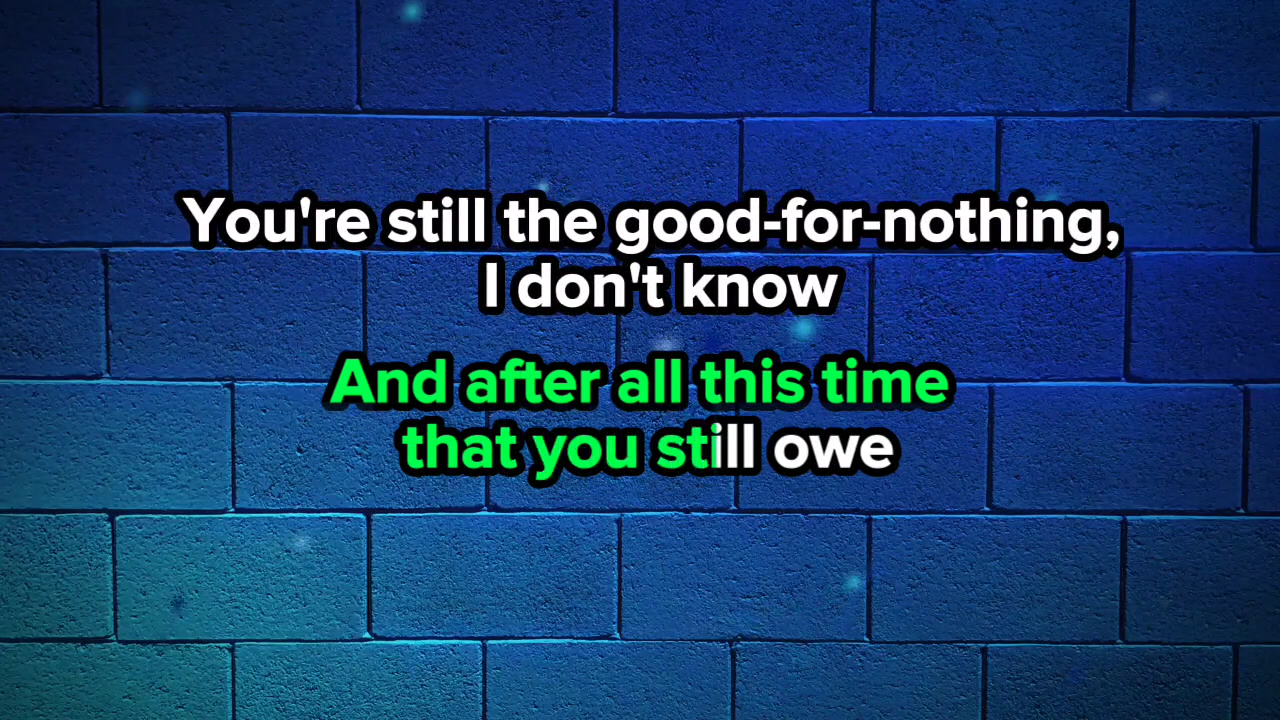 You're still the good-for-nothing,
I don't know
And after all this time
that you still owe